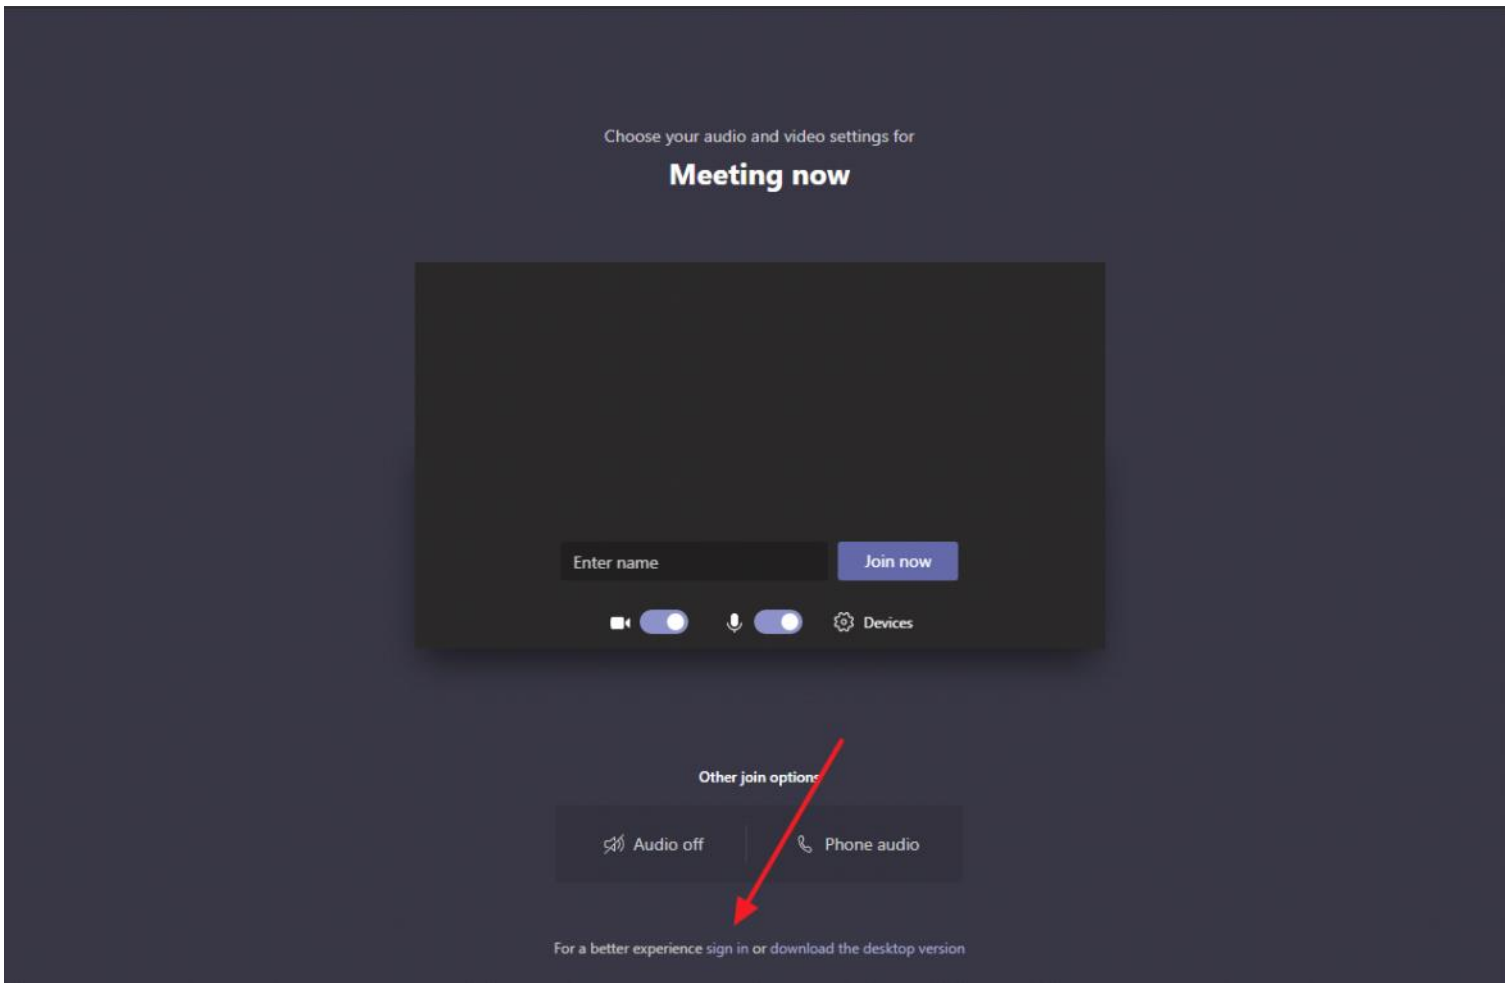 Choose your audio and video settings for
Meeting now
Enter name
Join now
Devices
Other join options
Audio off
Phone audio
For a better experience sign in or download the desktop version